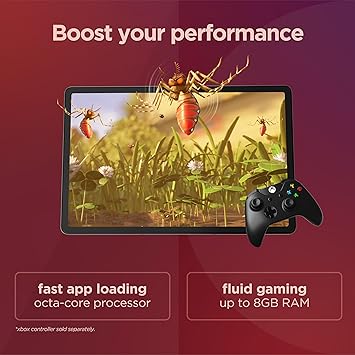 Boost your performance
fast app loading
octa-core processor
fluid gaming
up to 8GB RAM
*xbox controller sold separately.